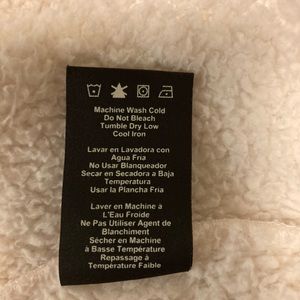 Machine Wash Cold
Do Not Bleach
Tumble Dry Low
Cool Iron
Lavar en Lavadora con
Agua Fria
No Usar Blanqueador
Secar en Secadora a Baja
Temperatura
Usar la Plancha Fria
Laver en Machine à
L'Eau Froide
Ne Pas Utiliser Agent de
Blanchiment
Sécher en Machine
à Basse Température
Repassage à
Température Faible